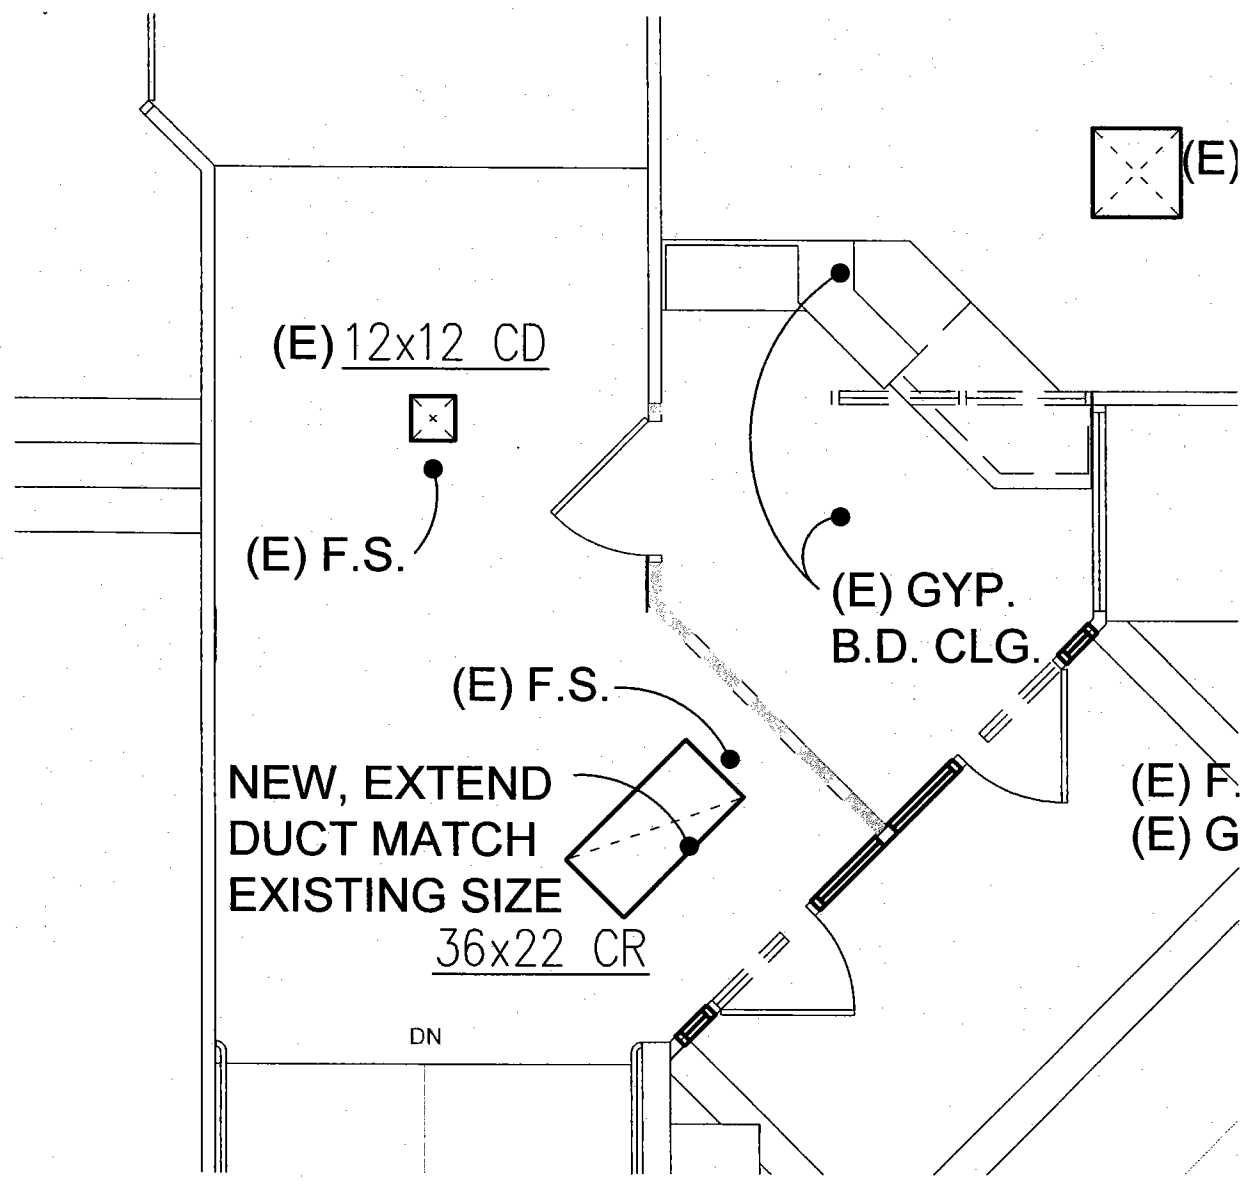 (E)
(E) 12x12 CD
(E) F.S.
(E) GYP.
B.D. CLG.
(E) F.S.
NEW, EXTEND
DUCT MATCH
EXISTING SIZE
36x22 CR
(E) F.
(E) G
DN